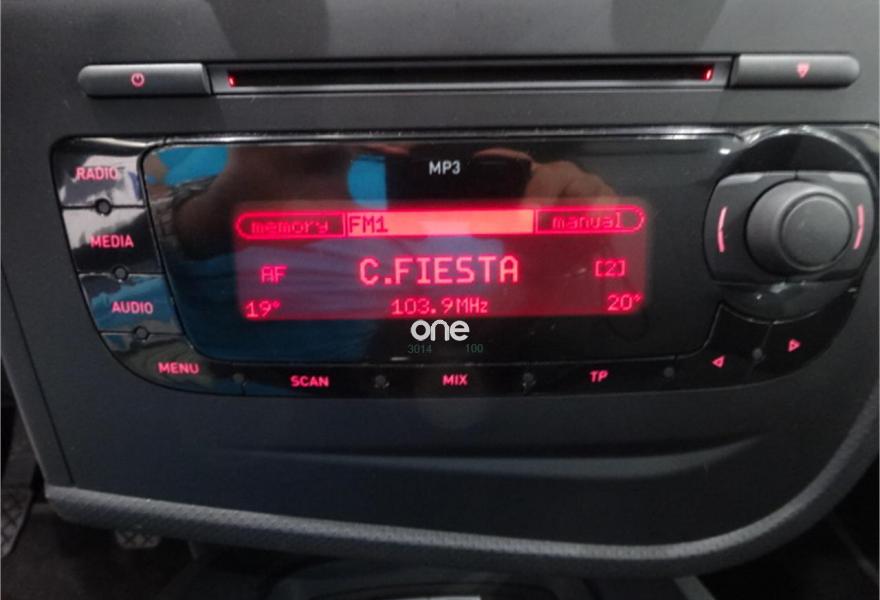 MP3
RADIO
memory FM1 manual
MEDIA
AF C.FIESTA [2]
19° 103.9MHz 20°
AUDIO
one
3014 100
MENU SCAN MIX TP